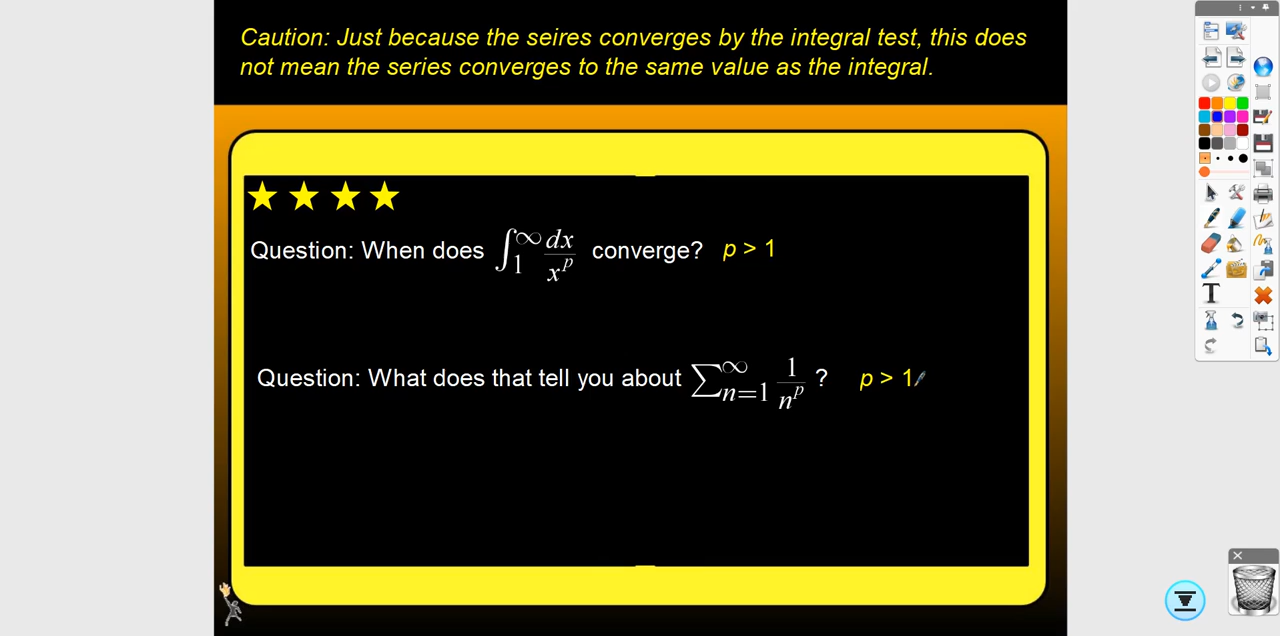 Caution: Just because the seires converges by the integral test, this does
not mean the series converges to the same value as the integral.
Question: When does ∫₁^∞ dx/x^p converge? p > 1
Question: What does that tell you about ∑_{n=1}^∞ 1/n^p ? p > 1
T